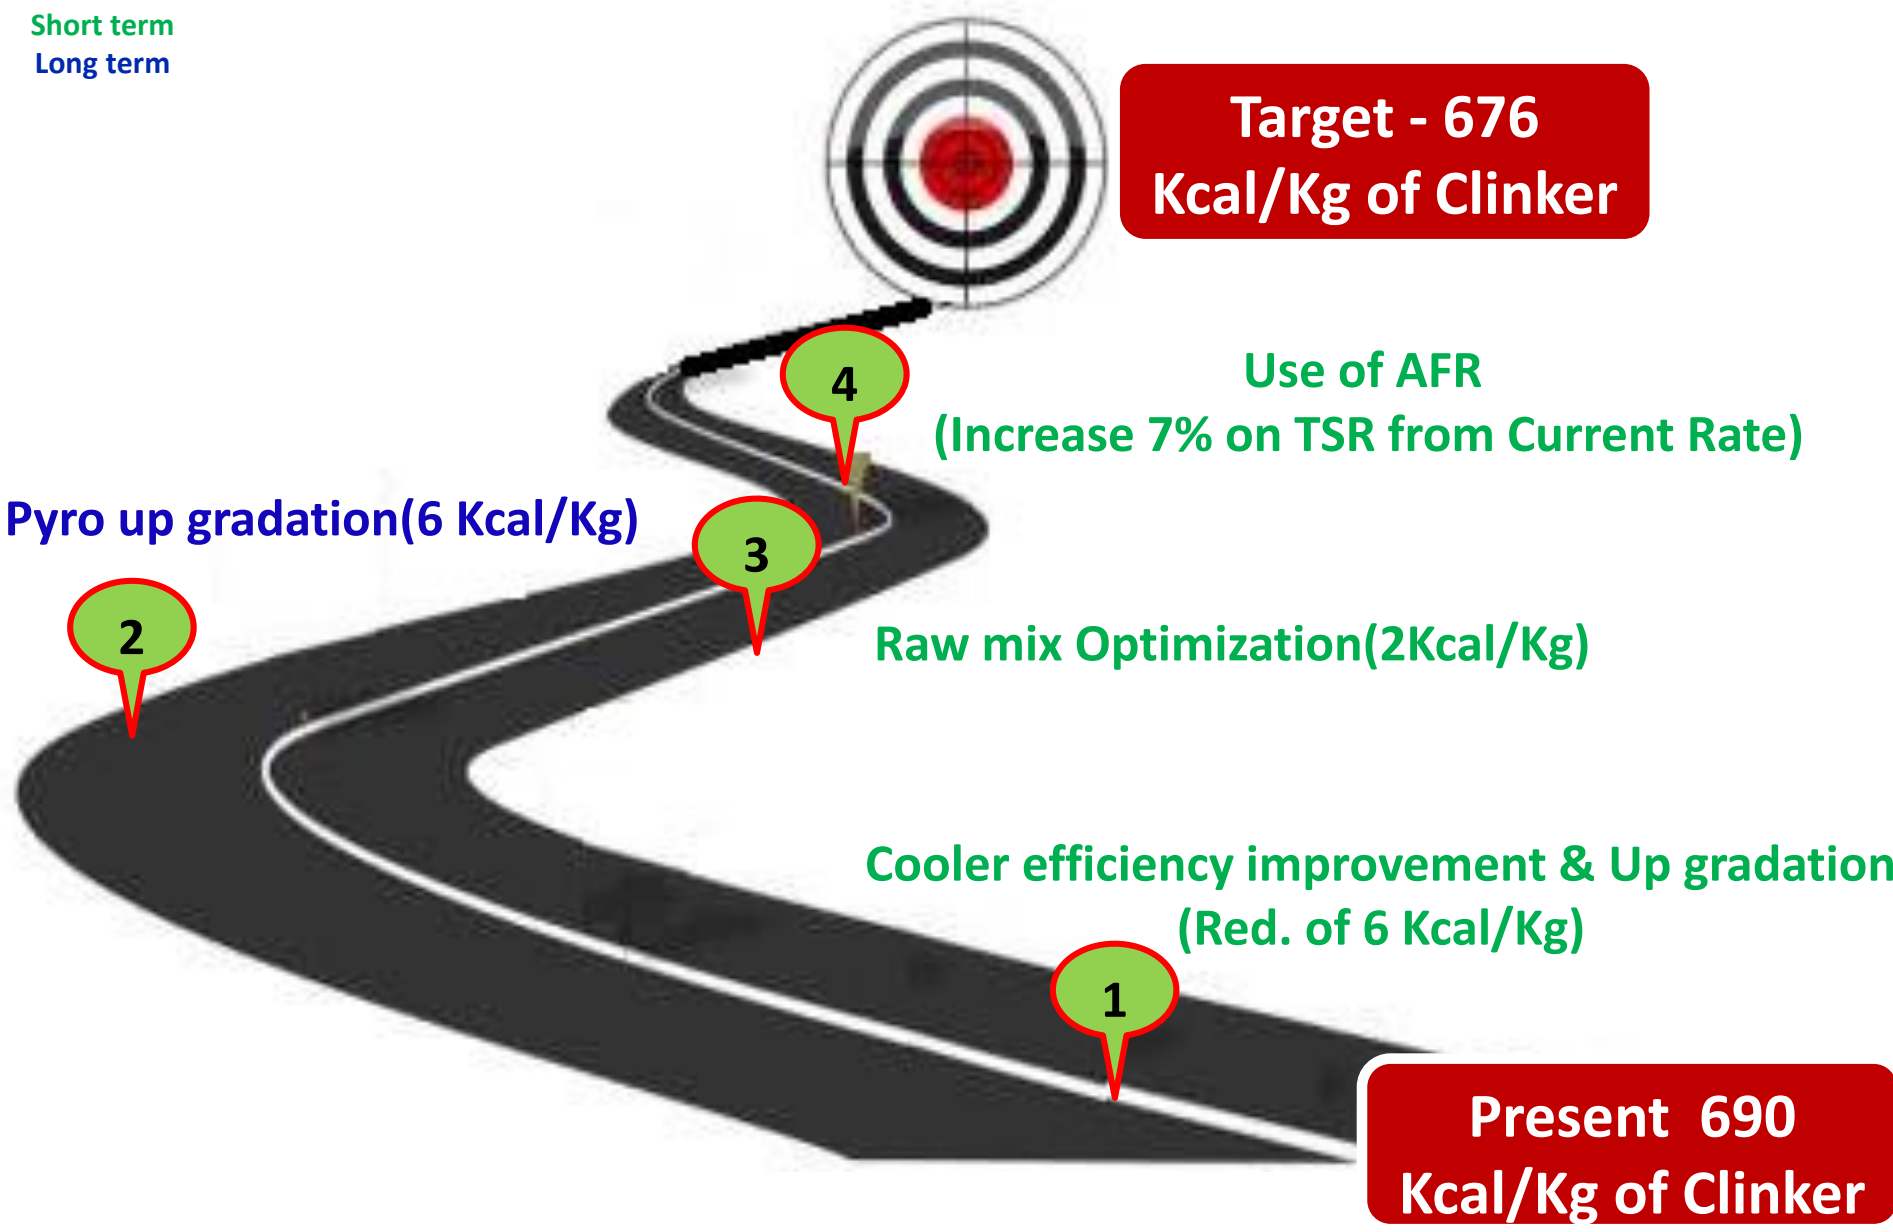 Short term
Long term
Target - 676
Kcal/Kg of Clinker
4
Use of AFR
(Increase 7% on TSR from Current Rate)
Pyro up gradation(6 Kcal/Kg)
3
2
Raw mix Optimization(2Kcal/Kg)
Cooler efficiency improvement & Up gradation
(Red. of 6 Kcal/Kg)
1
Present 690
Kcal/Kg of Clinker